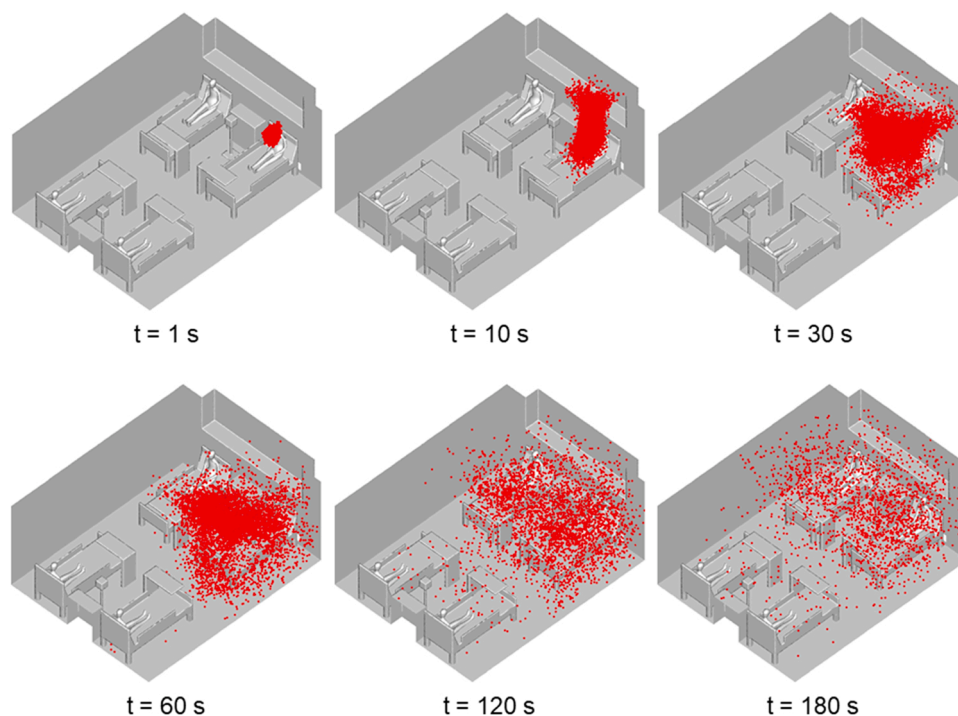 t = 1 s
t = 10 s
t = 30 s
t = 60 s
t = 120 s
t = 180 s